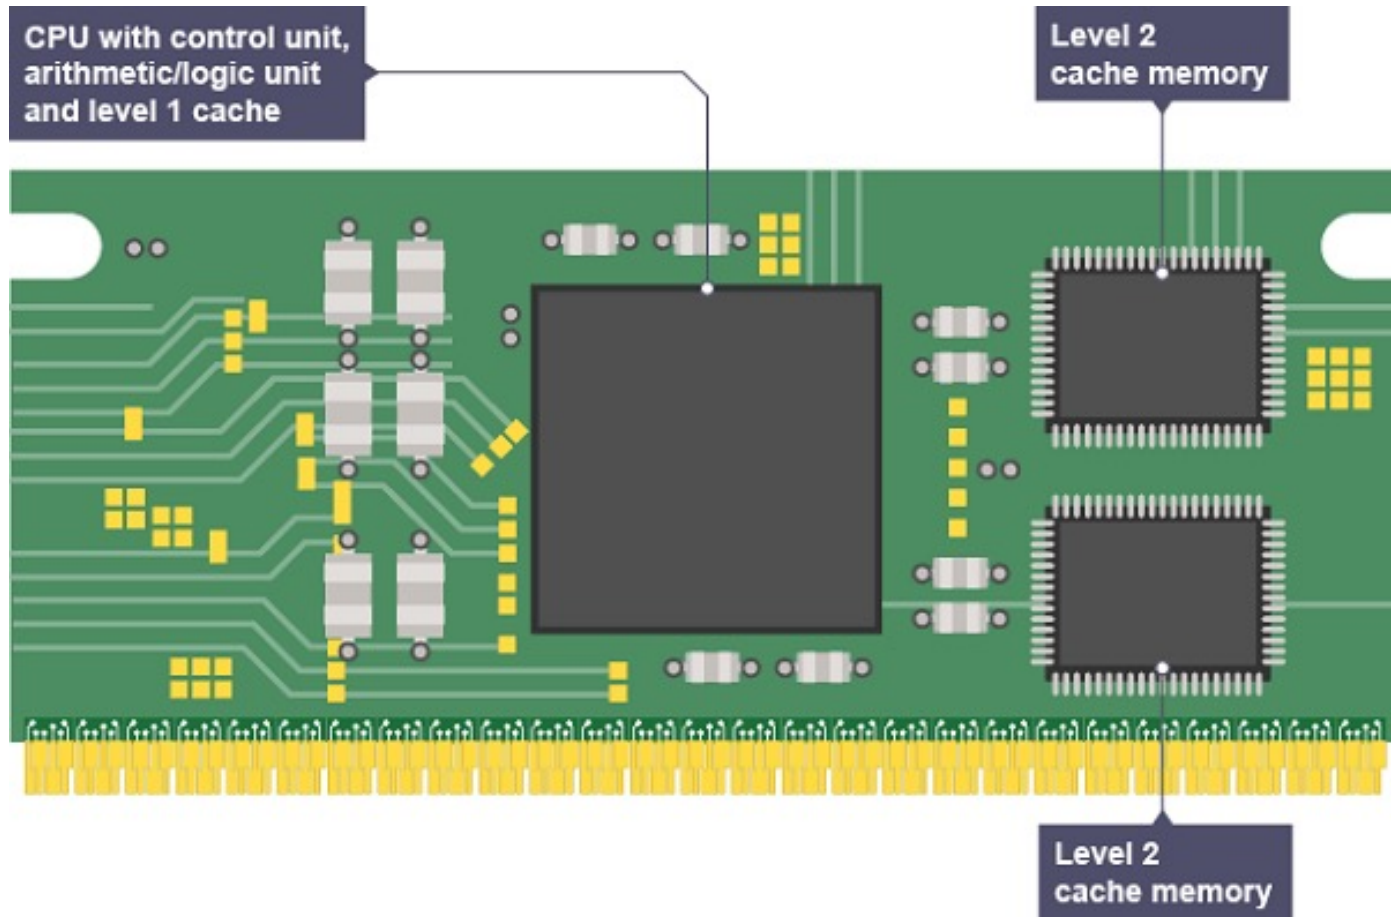 CPU with control unit,
arithmetic/logic unit
and level 1 cache
Level 2
cache memory
Level 2
cache memory